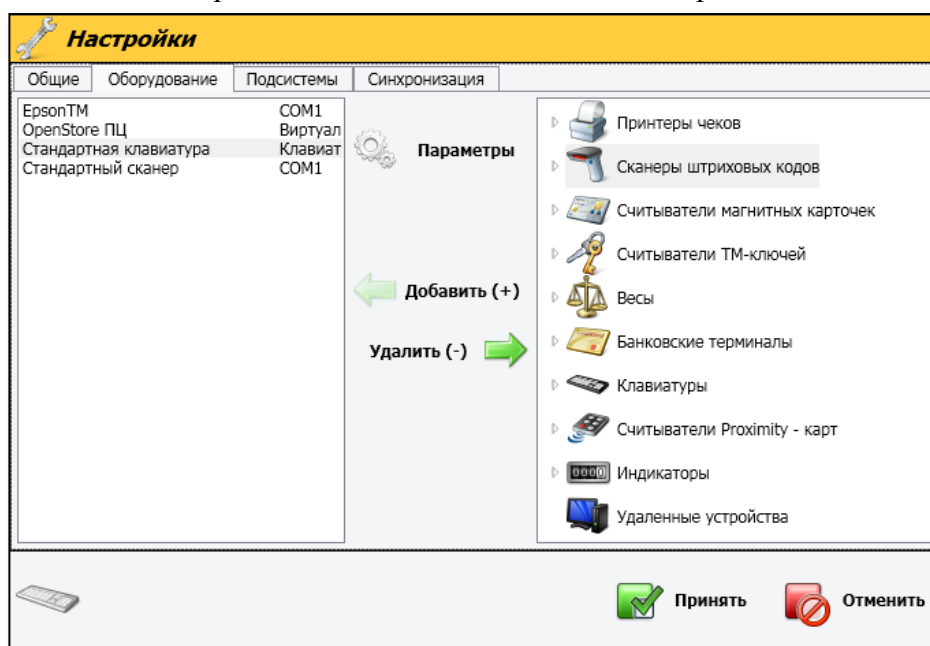 Настройки
Общие Оборудование Подсистемы Синхронизация
EpsonTM COM1
OpenStore ПЦ Виртуал
Стандартная клавиатура Клавиат
Стандартный сканер COM1
Параметры
Добавить (+)
Удалить (-)
Принтеры чеков
Сканеры штриховых кодов
Считыватели магнитных карточек
Считыватели ТМ-ключей
Весы
Банковские терминалы
Клавиатуры
Считыватели Proximity - карт
Индикаторы
Удаленные устройства
Принять
Отменить